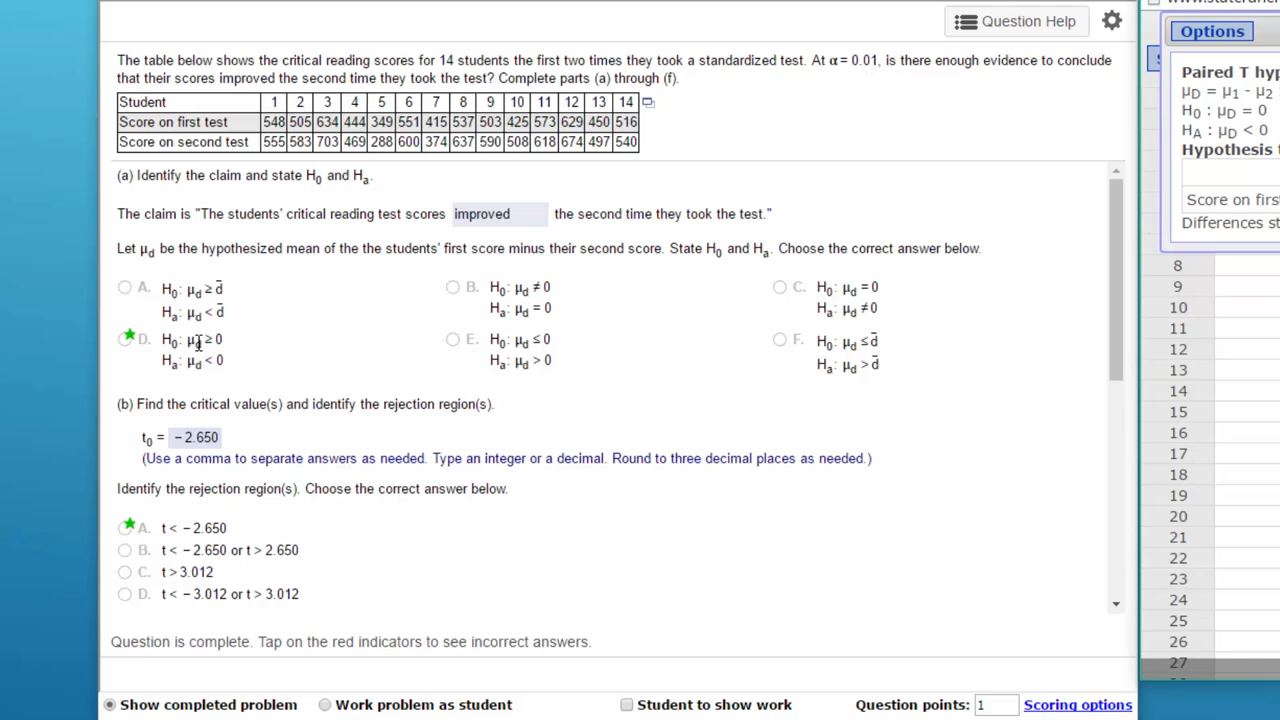 Question Help
The table below shows the critical reading scores for 14 students the first two times they took a standardized test. At α = 0.01, is there enough evidence to conclude
that their scores improved the second time they took the test? Complete parts (a) through (f).
Student 1 2 3 4 5 6 7 8 9 10 11 12 13 14
Score on first test 548 505 634 444 349 551 415 537 503 425 573 629 450 516
Score on second test 555 583 703 469 288 600 374 637 590 508 618 674 497 540
(a) Identify the claim and state H0 and Ha.
The claim is "The students' critical reading test scores improved the second time they took the test."
Let μd be the hypothesized mean of the the students' first score minus their second score. State H0 and Ha. Choose the correct answer below.
A. H0: μd ≥ d̄
Ha: μd < d̄
B. H0: μd ≠ 0
Ha: μd = 0
C. H0: μd = 0
Ha: μd ≠ 0
D. H0: μd ≥ 0
Ha: μd < 0
E. H0: μd ≤ 0
Ha: μd > 0
F. H0: μd ≤ d̄
Ha: μd > d̄
(b) Find the critical value(s) and identify the rejection region(s).
t0 = − 2.650
(Use a comma to separate answers as needed. Type an integer or a decimal. Round to three decimal places as needed.)
Identify the rejection region(s). Choose the correct answer below.
A. t < − 2.650
B. t < − 2.650 or t > 2.650
C. t > 3.012
D. t < − 3.012 or t > 3.012
Question is complete. Tap on the red indicators to see incorrect answers.
Show completed problem Work problem as student Student to show work Question points: 1 Scoring options
Options
Paired T hy
μD = μ1 - μ2
H0 : μD = 0
HA : μD < 0
Hypothesis t
Score on firs
Differences st
8
9
10
11
12
13
14
15
16
17
18
19
20
21
22
23
24
25
26
27